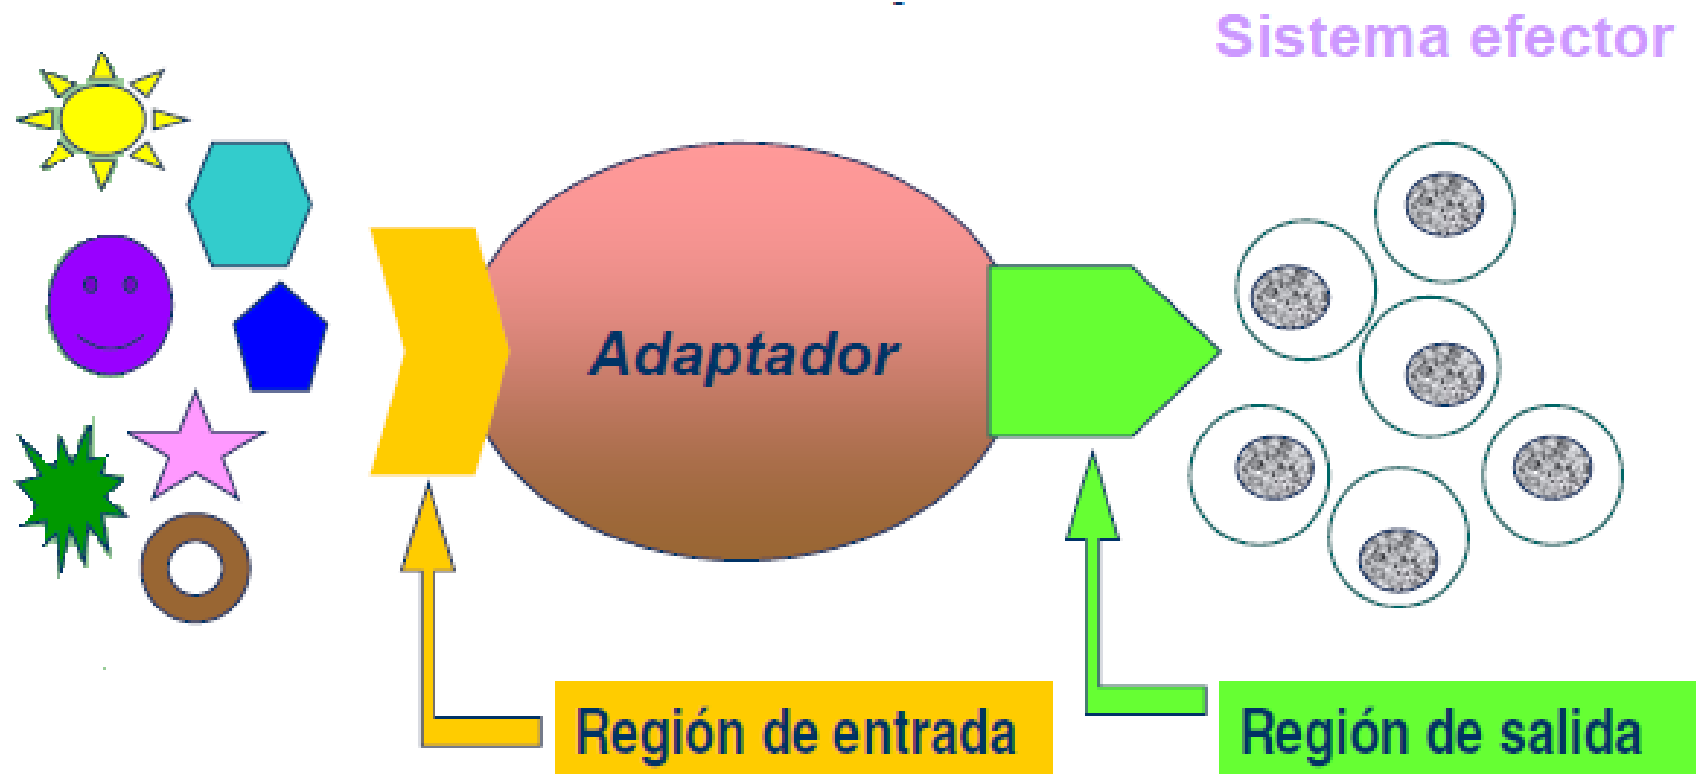 Sistema efector
Adaptador
Región de entrada
Región de salida